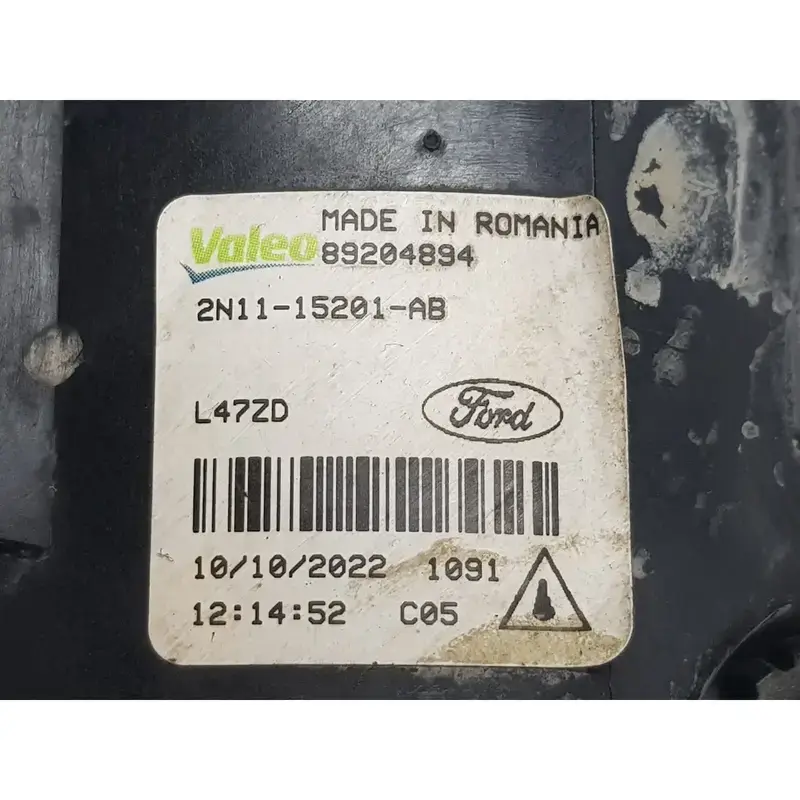 Valeo MADE IN ROMANIA
89204894
2N11-15201-AB
L47ZD Ford
10/10/2022 1091
12:14:52 C05